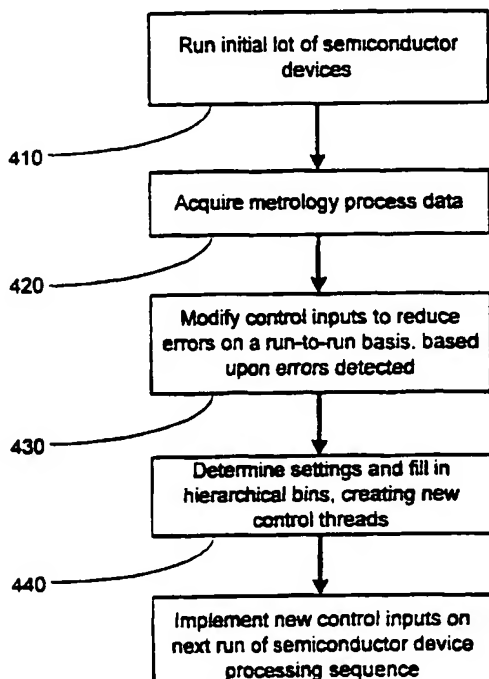 Run initial lot of semiconductor
devices
410
Acquire metrology process data
420
Modify control inputs to reduce
errors on a run-to-run basis. based
upon errors detected
430
Determine settings and fill in
hierarchical bins, creating new
control threads
440
Implement new control inputs on
next run of semiconductor device
processing sequence